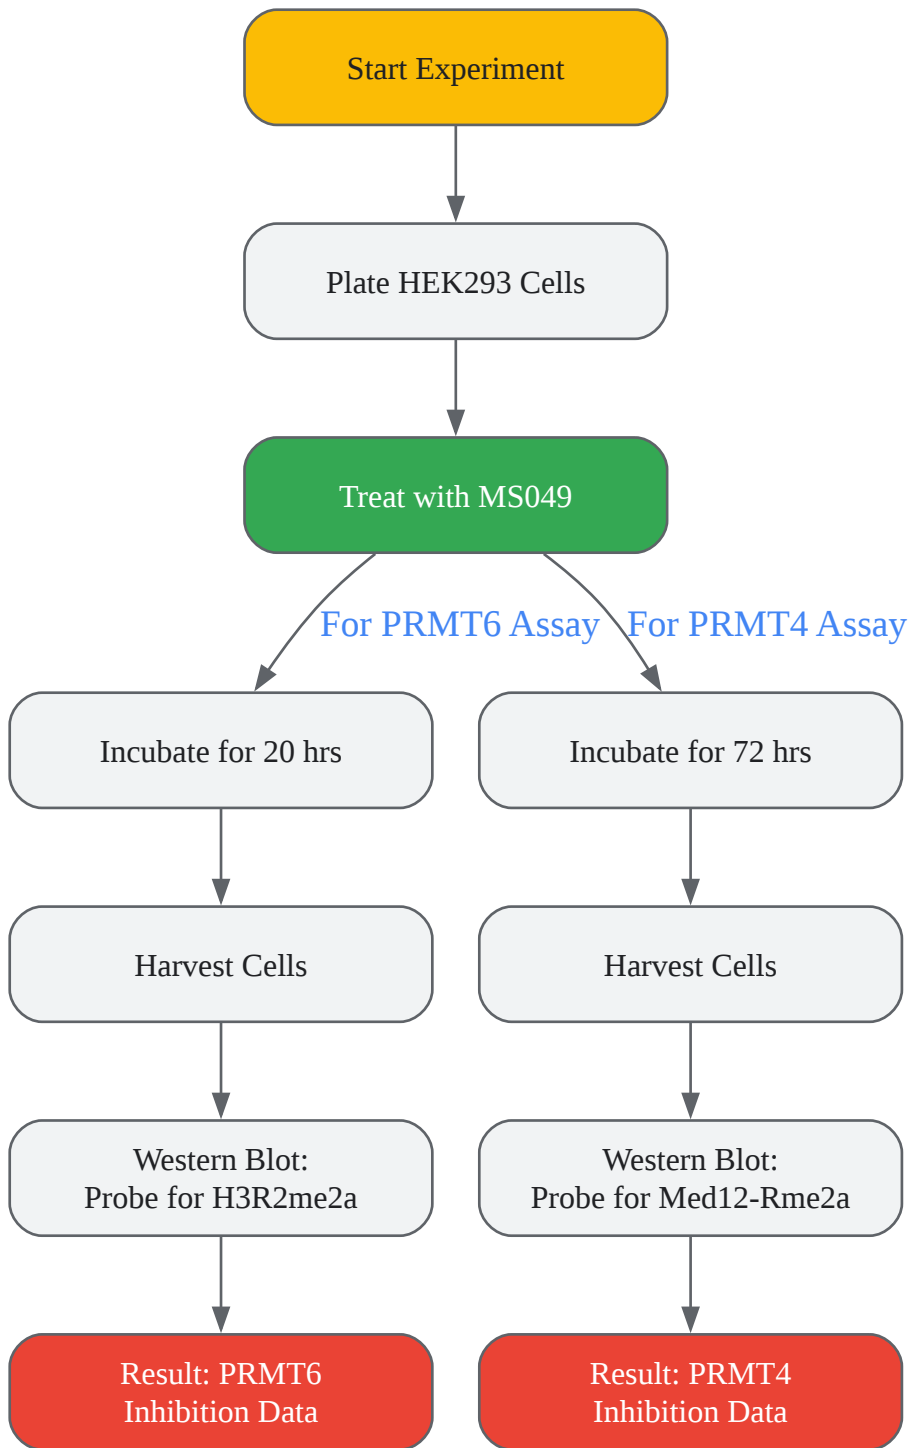 Start Experiment
Plate HEK293 Cells
Treat with MS049
For PRMT6 Assay
For PRMT4 Assay
Incubate for 20 hrs
Incubate for 72 hrs
Harvest Cells
Harvest Cells
Western Blot:
Probe for H3R2me2a
Western Blot:
Probe for Med12-Rme2a
Result: PRMT6
Inhibition Data
Result: PRMT4
Inhibition Data